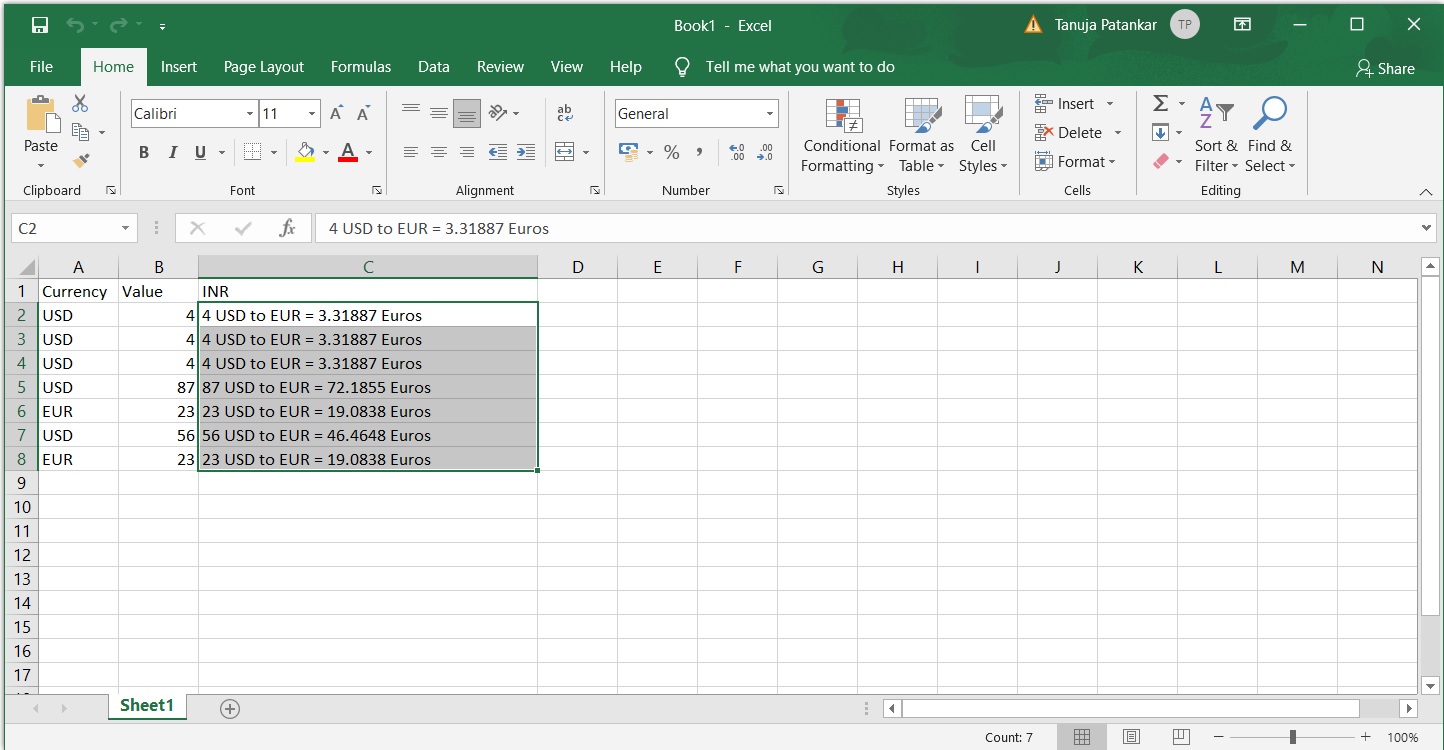 Book1 - Excel
Tanuja Patankar TP
File Home Insert Page Layout Formulas Data Review View Help Tell me what you want to do Share
Paste
Clipboard
Calibri 11 A A
B I U A
Font
ab
c
Alignment
General
% , .00 .00
Number
Conditional Formatting
Format as Table
Cell Styles
Styles
Insert
Delete
Format
Cells
Σ
A
Z
Sort & Filter
Find & Select
Editing
C2 fx 4 USD to EUR = 3.31887 Euros
A B C D E F G H I J K L M N
1 Currency Value INR
2 USD 4 4 USD to EUR = 3.31887 Euros
3 USD 4 4 USD to EUR = 3.31887 Euros
4 USD 4 4 USD to EUR = 3.31887 Euros
5 USD 87 87 USD to EUR = 72.1855 Euros
6 EUR 23 23 USD to EUR = 19.0838 Euros
7 USD 56 56 USD to EUR = 46.4648 Euros
8 EUR 23 23 USD to EUR = 19.0838 Euros
9
10
11
12
13
14
15
16
17
Sheet1
Count: 7 100%